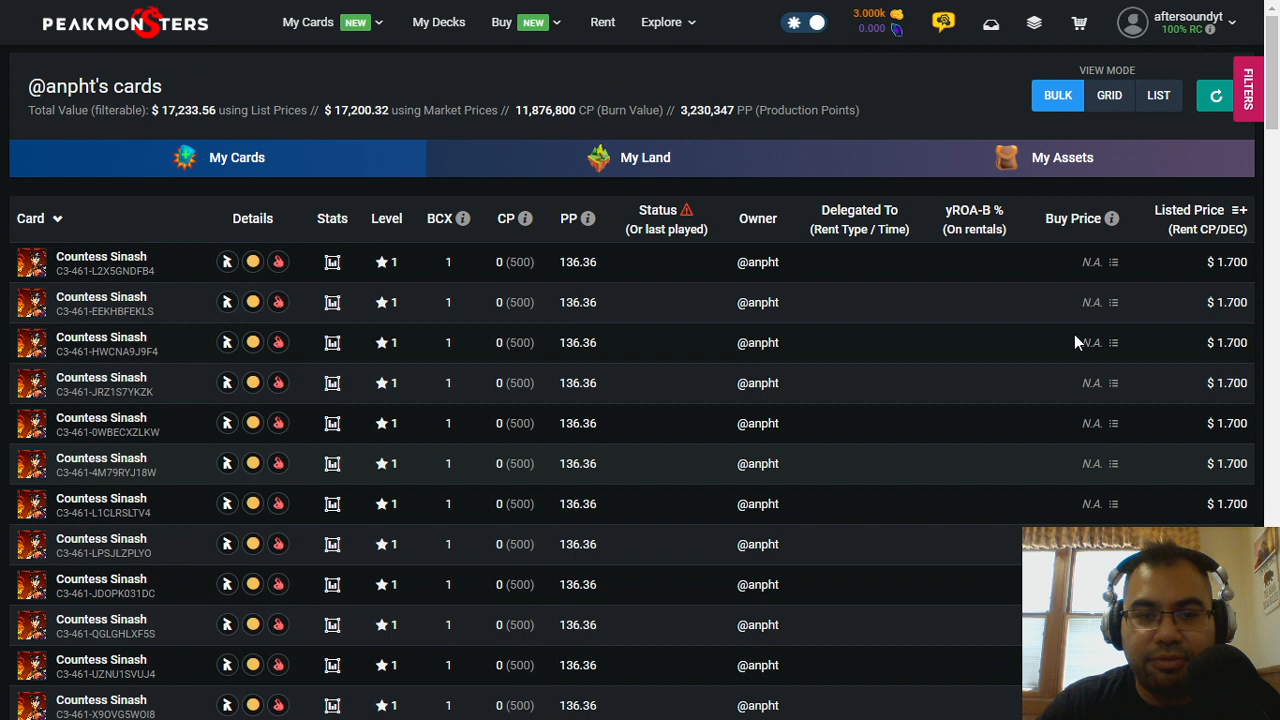 PEAKMONSTERS
My Cards NEW
My Decks
Buy NEW
Rent
Explore
3.000k
0.000
aftersoundyt
100% RC
@anpht's cards
Total Value (filterable): $ 17,233.56 using List Prices // $ 17,200.32 using Market Prices // 11,876,800 CP (Burn Value) // 3,230,347 PP (Production Points)
VIEW MODE
BULK GRID LIST
FILTERS
My Cards
My Land
My Assets
Card Details Stats Level BCX CP PP Status (Or last played) Owner Delegated To (Rent Type / Time) yROA-B % (On rentals) Buy Price Listed Price (Rent CP/DEC)
Countess Sinash 1 1 0 (500) 136.36 @anpht N.A. $ 1.700
C3-461-L2X5GNDFB4
Countess Sinash 1 1 0 (500) 136.36 @anpht N.A. $ 1.700
C3-461-EEKHBFEKLS
Countess Sinash 1 1 0 (500) 136.36 @anpht N.A. $ 1.700
C3-461-HWCNA9J9F4
Countess Sinash 1 1 0 (500) 136.36 @anpht N.A. $ 1.700
C3-461-JRZ1S7YKZK
Countess Sinash 1 1 0 (500) 136.36 @anpht N.A. $ 1.700
C3-461-0WBECXZLKW
Countess Sinash 1 1 0 (500) 136.36 @anpht N.A. $ 1.700
C3-461-4M79RYJ18W
Countess Sinash 1 1 0 (500) 136.36 @anpht N.A. $ 1.700
C3-461-L1CLRSLTV4
Countess Sinash 1 1 0 (500) 136.36 @anpht
C3-461-LPSJLZPLYO
Countess Sinash 1 1 0 (500) 136.36 @anpht
C3-461-JDOPK031DC
Countess Sinash 1 1 0 (500) 136.36 @anpht
C3-461-QGLGHLXF5S
Countess Sinash 1 1 0 (500) 136.36 @anpht
C3-461-UZNU1SVUJ4
Countess Sinash 1 1 0 (500) 136.36 @anpht
C3-461-X9OVG5WOI8